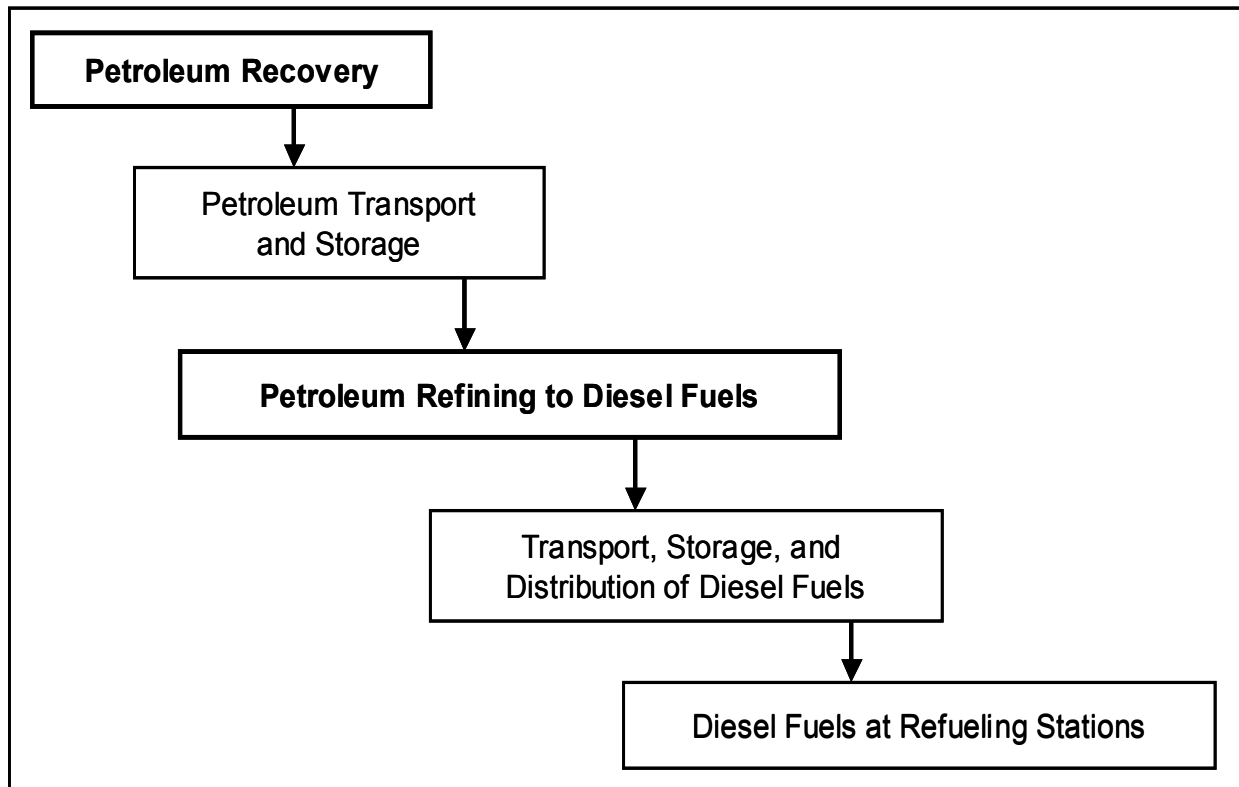 Petroleum Recovery
Petroleum Transport
and Storage
Petroleum Refining to Diesel Fuels
Transport, Storage, and
Distribution of Diesel Fuels
Diesel Fuels at Refueling Stations